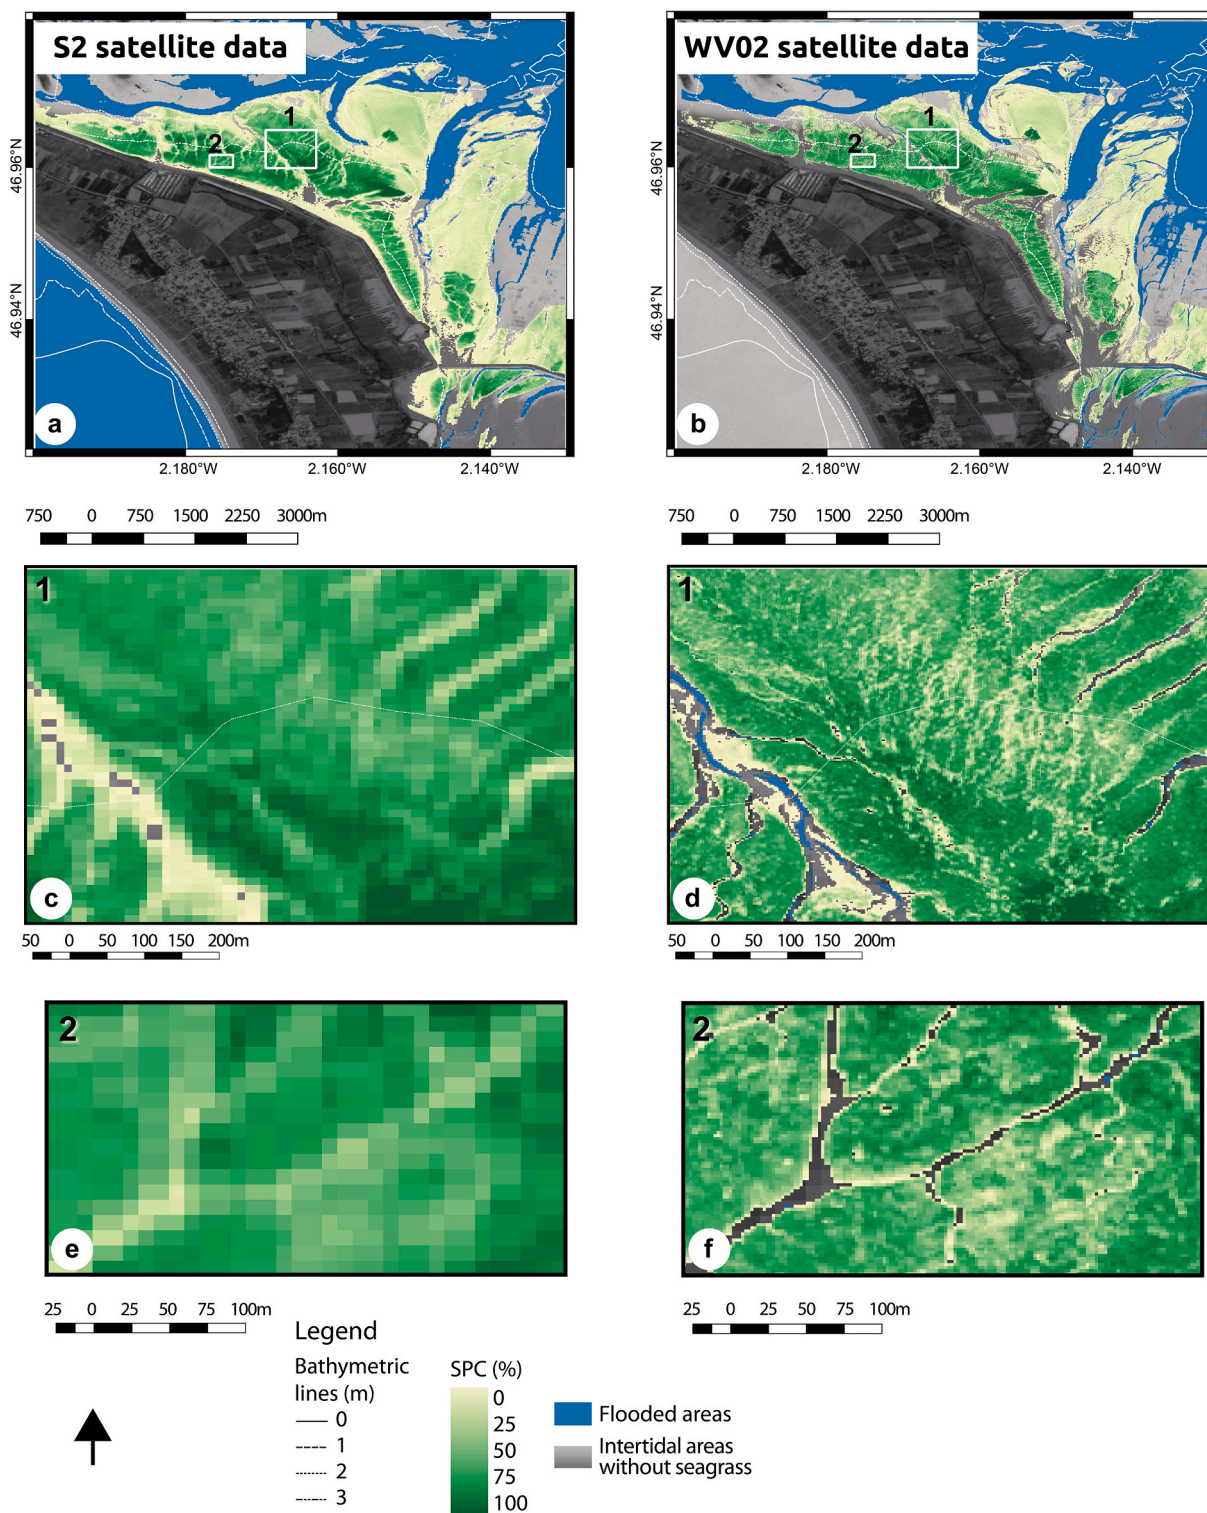 S2 satellite data
WV02 satellite data
1
2
1
2
46.96°N
46.94°N
46.96°N
46.94°N
a
b
2.180°W 2.160°W 2.140°W
2.180°W 2.160°W 2.140°W
750 0 750 1500 2250 3000m
750 0 750 1500 2250 3000m
1
1
c
d
50 0 50 100 150 200m
50 0 50 100 150 200m
2
2
e
f
25 0 25 50 75 100m
25 0 25 50 75 100m
Legend
Bathymetric
lines (m)
0
1
2
3
SPC (%)
0
25
50
75
100
Flooded areas
Intertidal areas
without seagrass